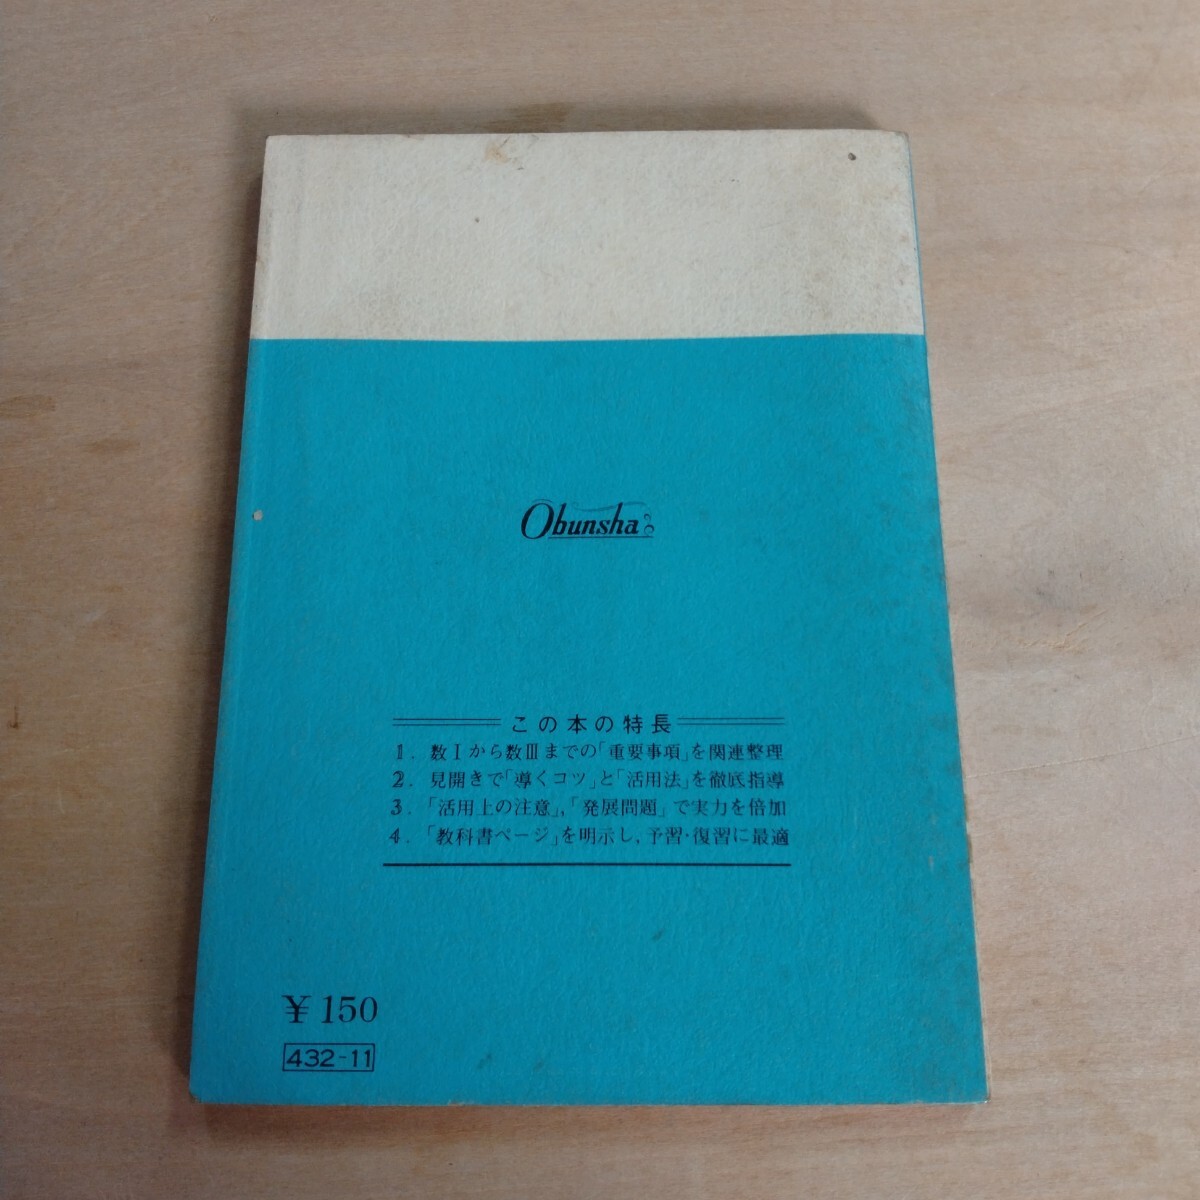 Obunsha
この本の特長
1. 数Ⅰから数Ⅲまでの「重要事項」を関連整理
2. 見開きで「導くコツ」と「活用法」を徹底指導
3. 「活用上の注意」,「発展問題」で実力を倍加
4. 「教科書ページ」を明示し,予習・復習に最適
¥150
432-11